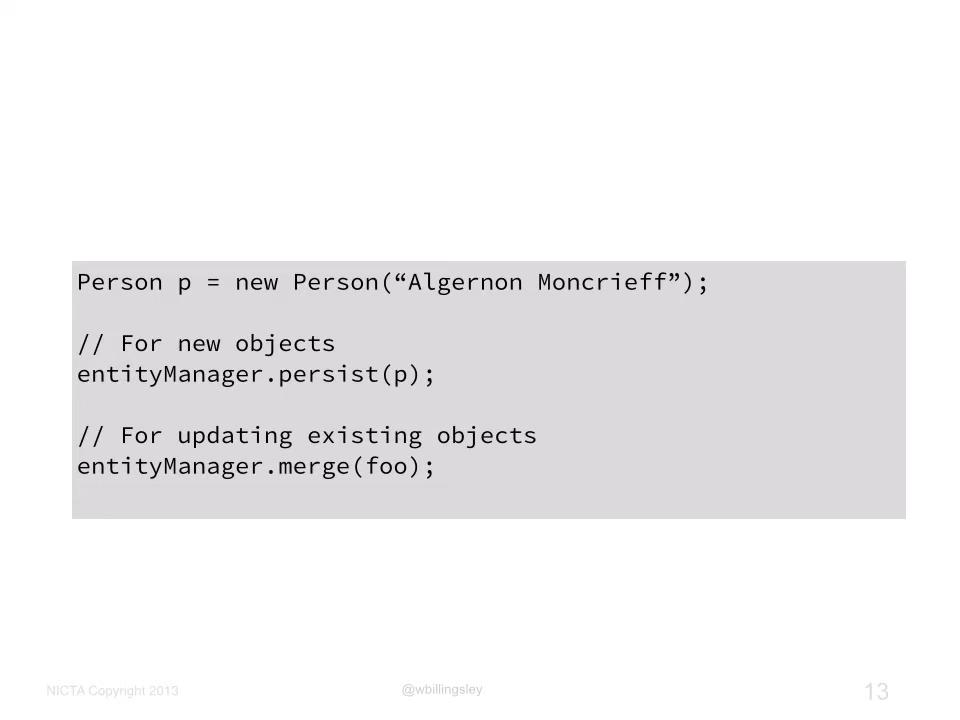 Person p = new Person(“Algernon Moncrieff”);
// For new objects
entityManager.persist(p);
// For updating existing objects
entityManager.merge(foo);
NICTA Copyright 2013
@wbillingsley
13